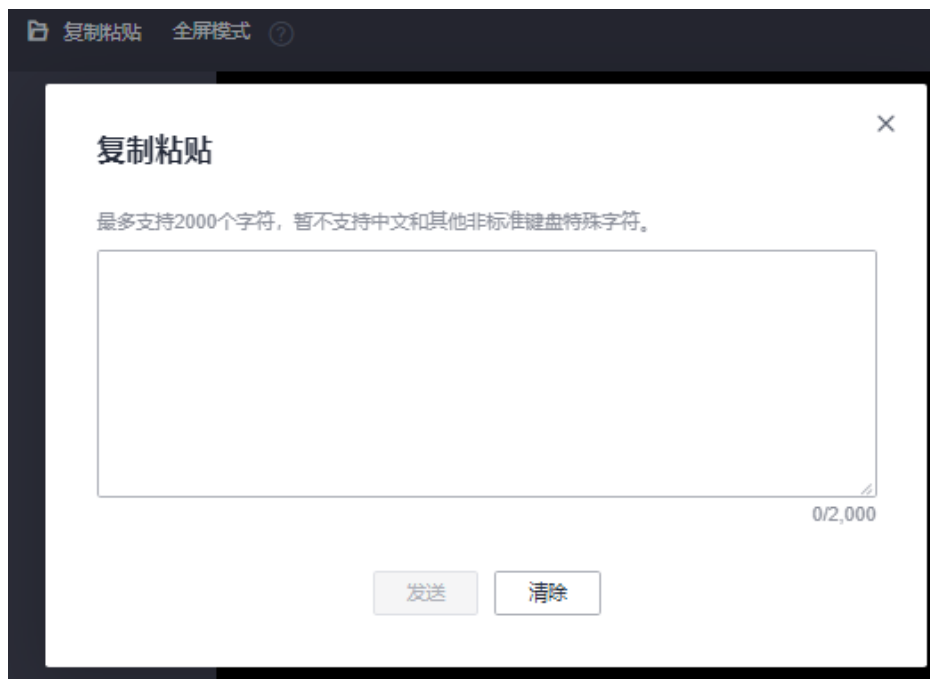 复制粘贴 全屏模式 ?
复制粘贴
最多支持2000个字符，暂不支持中文和其他非标准键盘特殊字符。
0/2,000
发送 清除